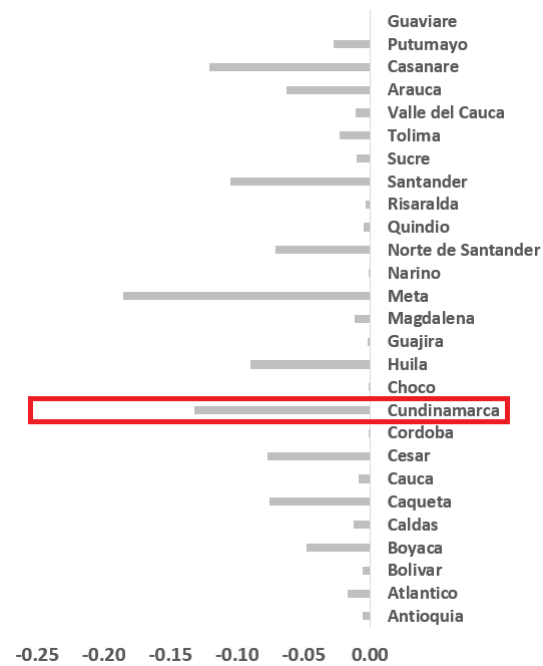 Guaviare
Putumayo
Casanare
Arauca
Valle del Cauca
Tolima
Sucre
Santander
Risaralda
Quindio
Norte de Santander
Narino
Meta
Magdalena
Guajira
Huila
Choco
Cundinamarca
Cordoba
Cesar
Cauca
Caqueta
Caldas
Boyaca
Bolivar
Atlantico
Antioquia
-0.25 -0.20 -0.15 -0.10 -0.05 0.00